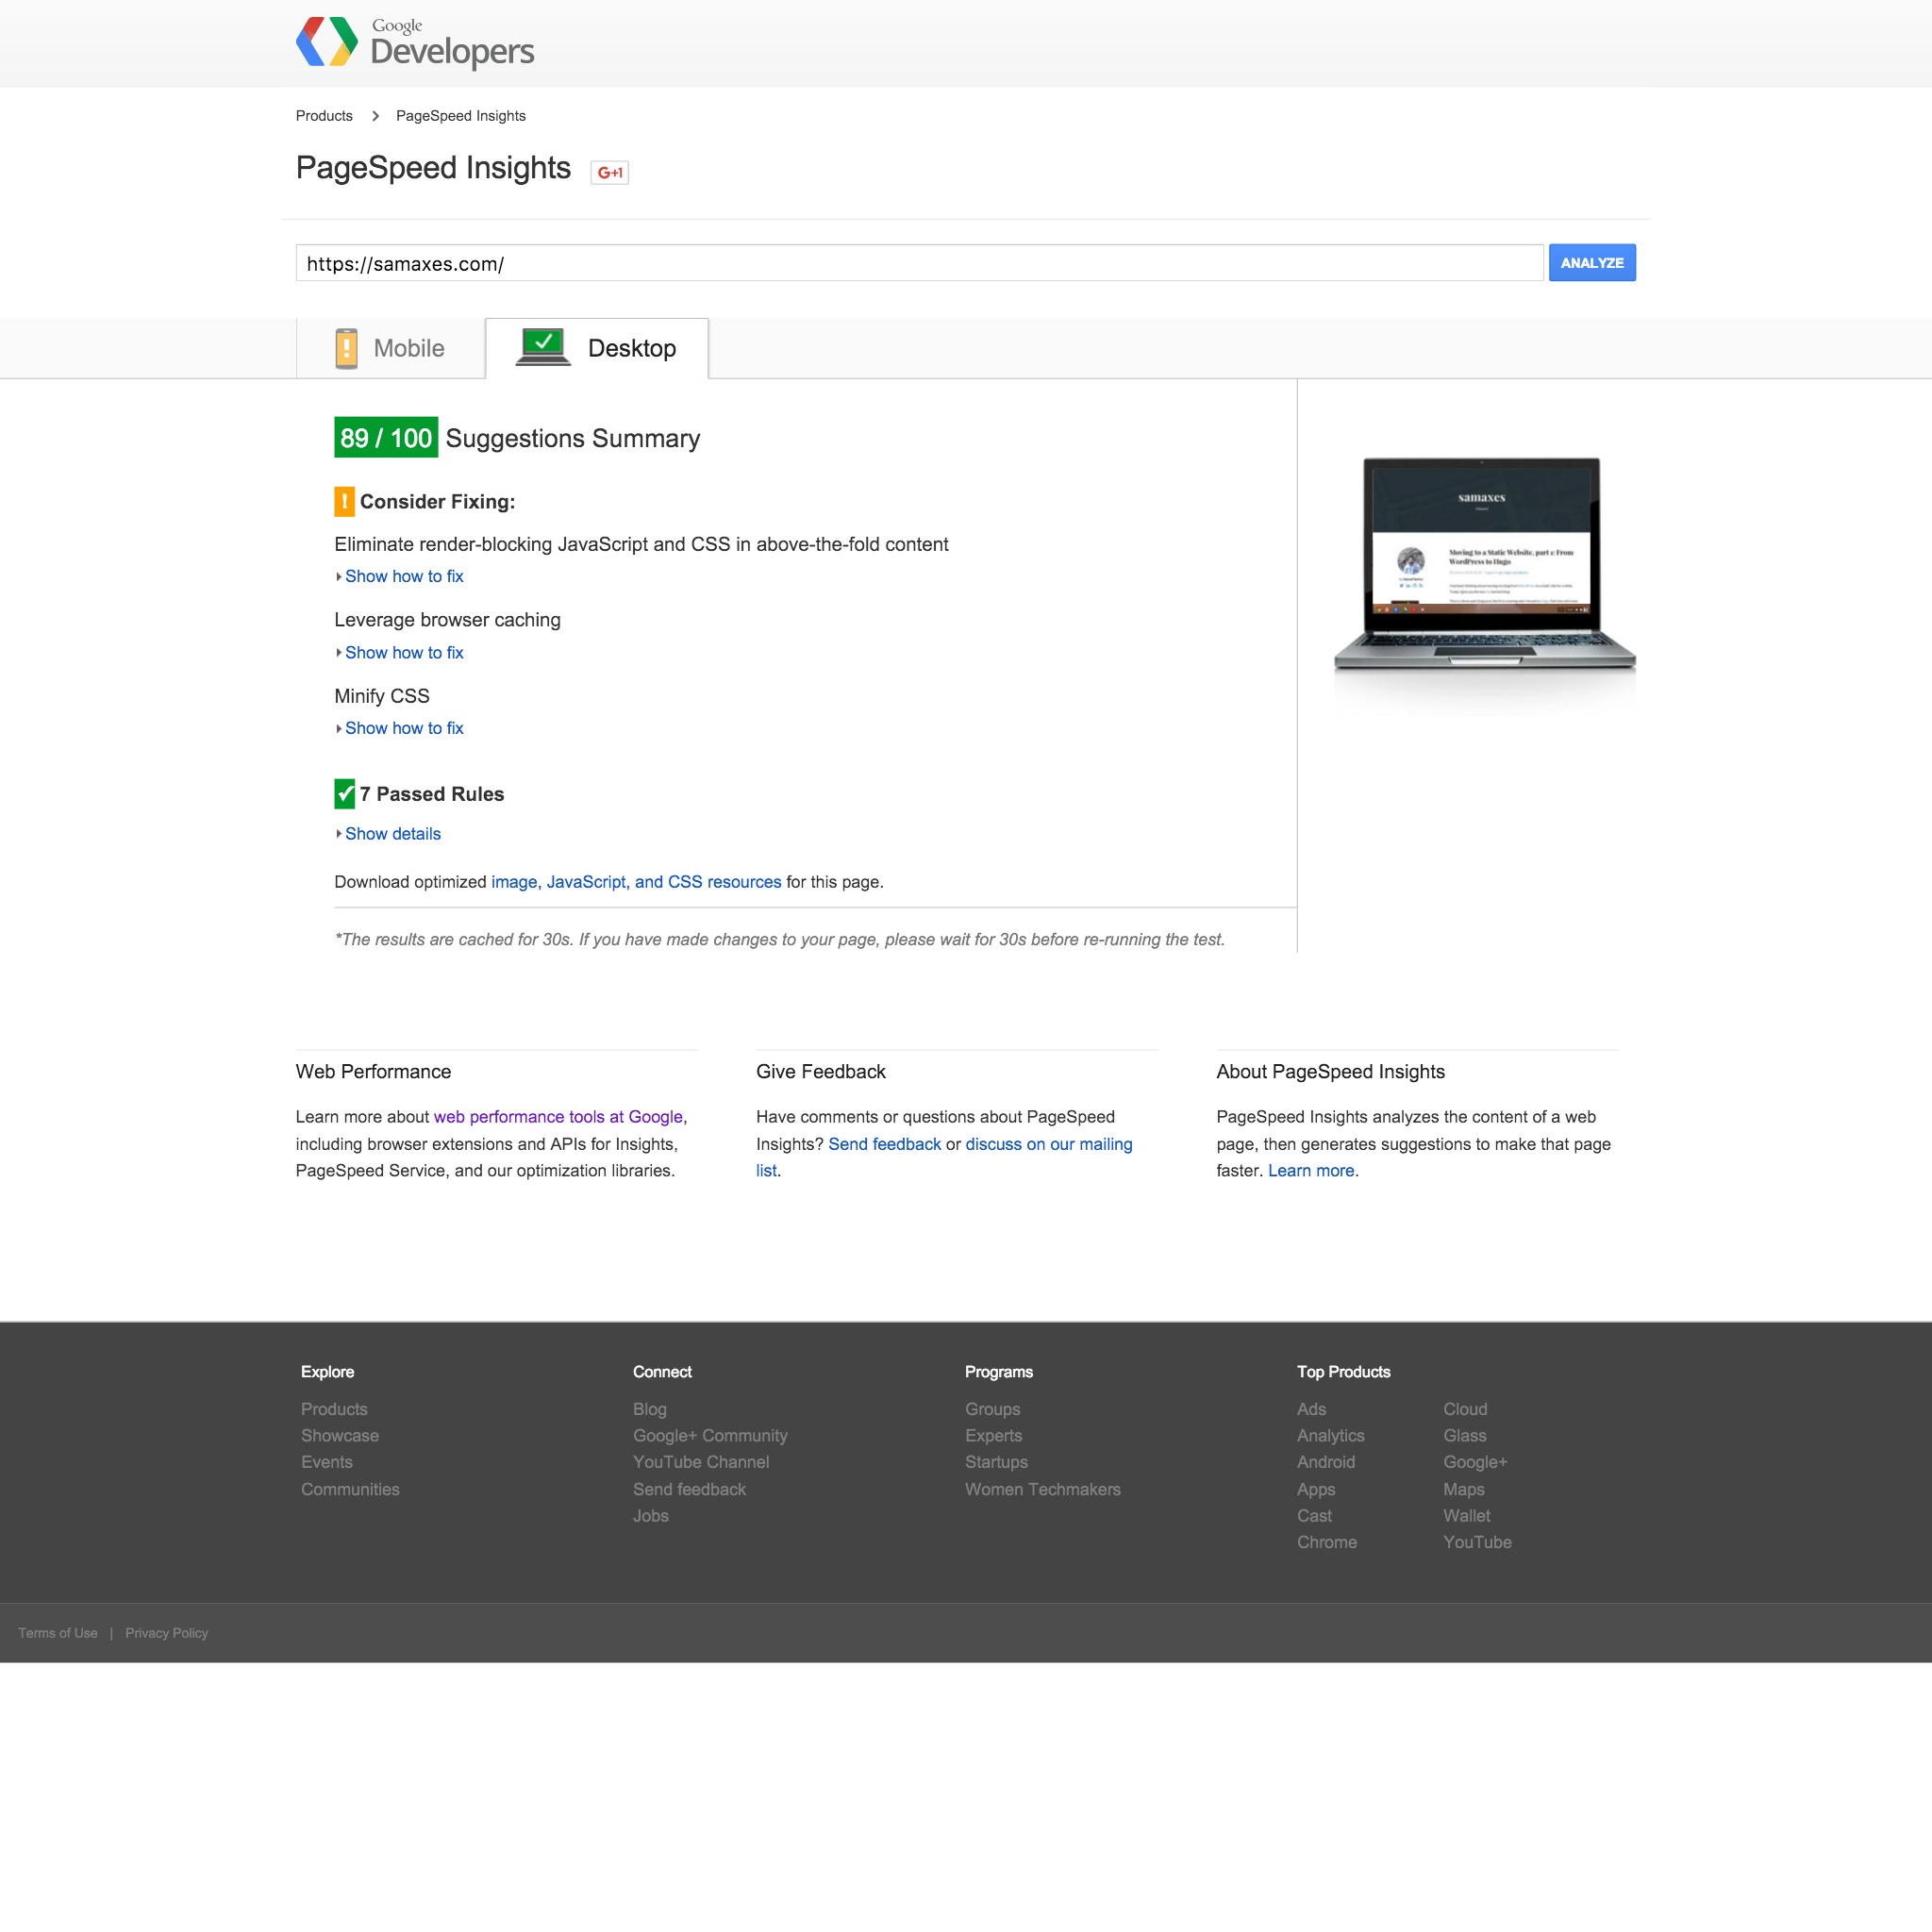 Google
Developers
Products > PageSpeed Insights
PageSpeed Insights G+1
https://samaxes.com/ ANALYZE
Mobile Desktop
89 / 100 Suggestions Summary
! Consider Fixing:
Eliminate render-blocking JavaScript and CSS in above-the-fold content
Show how to fix
Leverage browser caching
Show how to fix
Minify CSS
Show how to fix
7 Passed Rules
Show details
Download optimized image, JavaScript, and CSS resources for this page.
*The results are cached for 30s. If you have made changes to your page, please wait for 30s before re-running the test.
samaxes
Moving to a Static Website, part 1: From
WordPress to Hugo
Web Performance
Learn more about web performance tools at Google,
including browser extensions and APIs for Insights,
PageSpeed Service, and our optimization libraries.
Give Feedback
Have comments or questions about PageSpeed
Insights? Send feedback or discuss on our mailing
list.
About PageSpeed Insights
PageSpeed Insights analyzes the content of a web
page, then generates suggestions to make that page
faster. Learn more.
Explore
Products
Showcase
Events
Communities
Connect
Blog
Google+ Community
YouTube Channel
Send feedback
Jobs
Programs
Groups
Experts
Startups
Women Techmakers
Top Products
Ads
Analytics
Android
Apps
Cast
Chrome
Cloud
Glass
Google+
Maps
Wallet
YouTube
Terms of Use | Privacy Policy